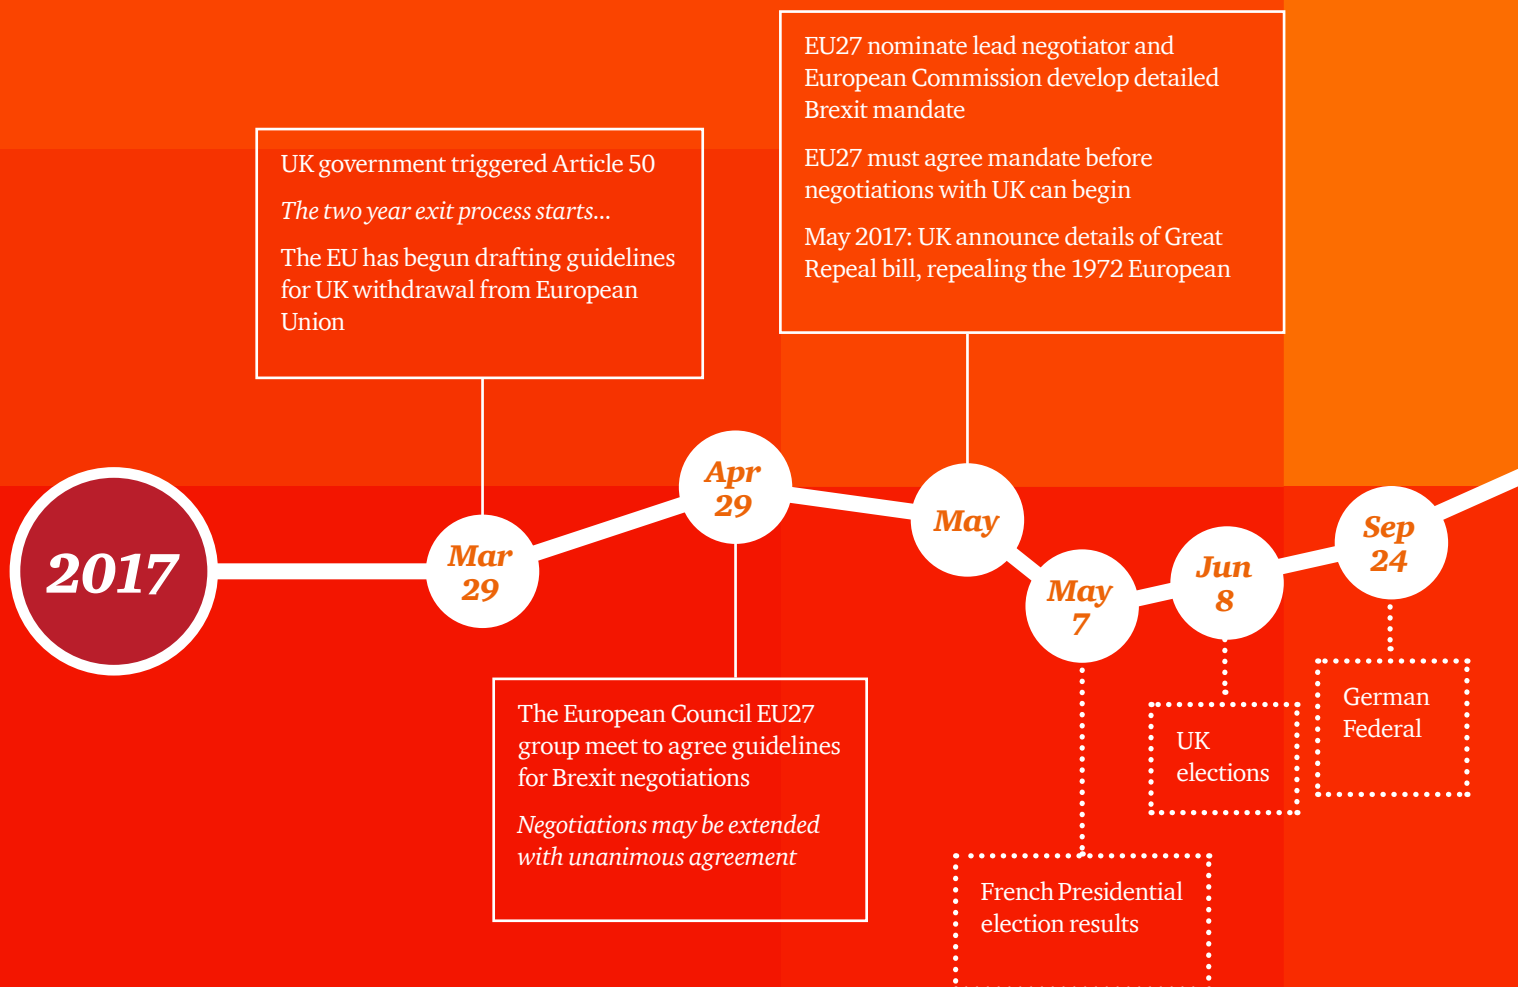 EU27 nominate lead negotiator and
European Commission develop detailed
Brexit mandate
EU27 must agree mandate before
negotiations with UK can begin
May 2017: UK announce details of Great
Repeal bill, repealing the 1972 European
UK government triggered Article 50
The two year exit process starts...
The EU has begun drafting guidelines
for UK withdrawal from European
Union
2017
Mar
29
Apr
29
May
May
7
Jun
8
Sep
24
The European Council EU27
group meet to agree guidelines
for Brexit negotiations
Negotiations may be extended
with unanimous agreement
French Presidential
election results
UK
elections
German
Federal